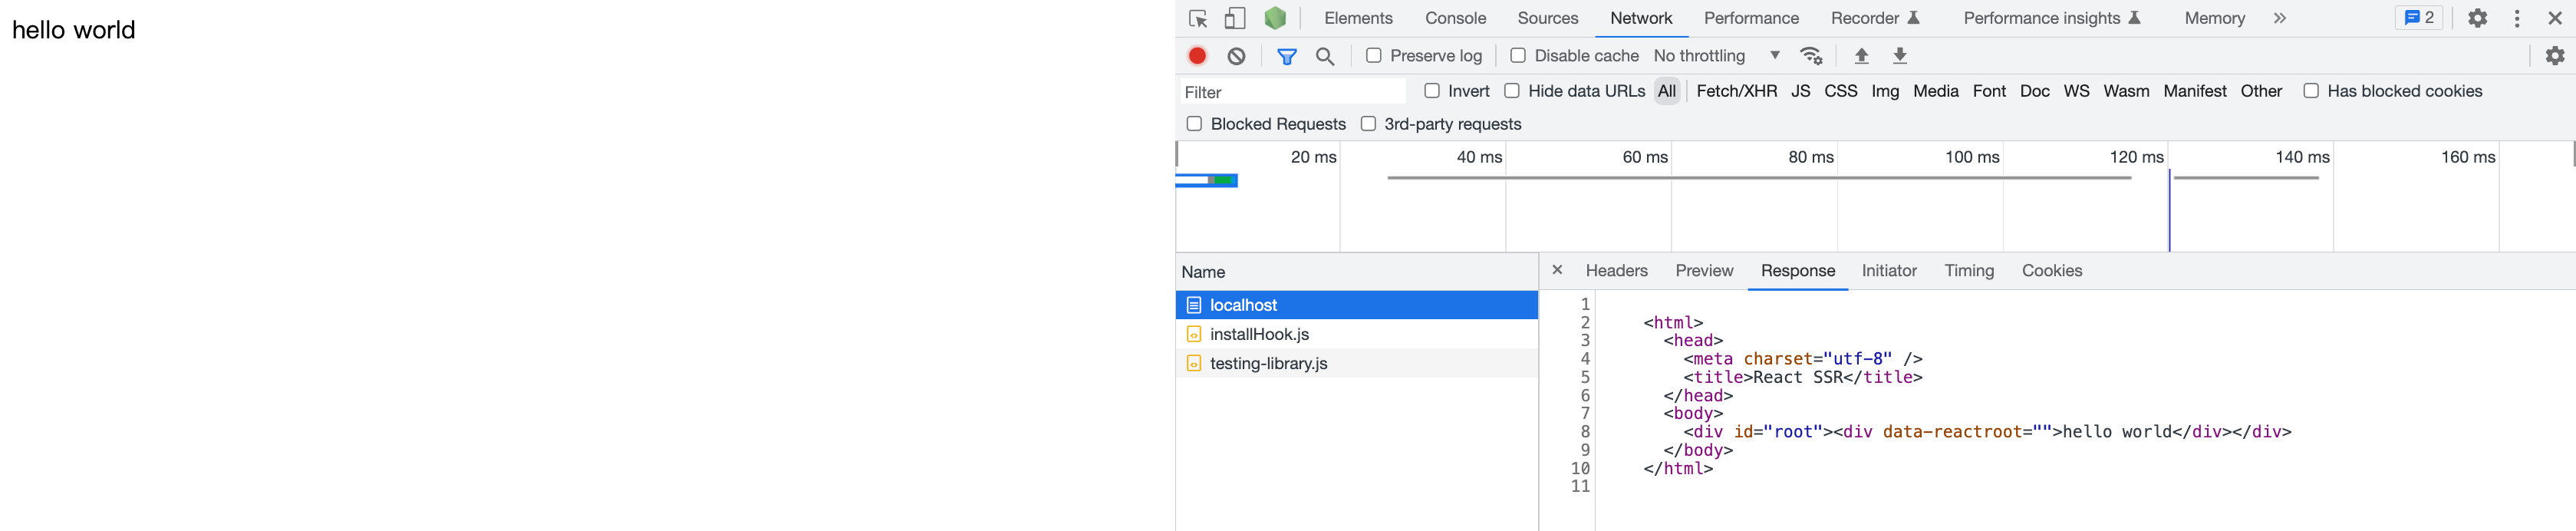 hello world
Elements Console Sources Network Performance Recorder Performance insights Memory 2
Preserve log Disable cache No throttling
Filter Invert Hide data URLs All Fetch/XHR JS CSS Img Media Font Doc WS Wasm Manifest Other Has blocked cookies
Blocked Requests 3rd-party requests
20 ms 40 ms 60 ms 80 ms 100 ms 120 ms 140 ms 160 ms
Name
localhost
installHook.js
testing-library.js
Headers Preview Response Initiator Timing Cookies
1
2 <html>
3 <head>
4 <meta charset="utf-8" />
5 <title>React SSR</title>
6 </head>
7 <body>
8 <div id="root"><div data-reactroot="">hello world</div></div>
9 </body>
10 </html>
11